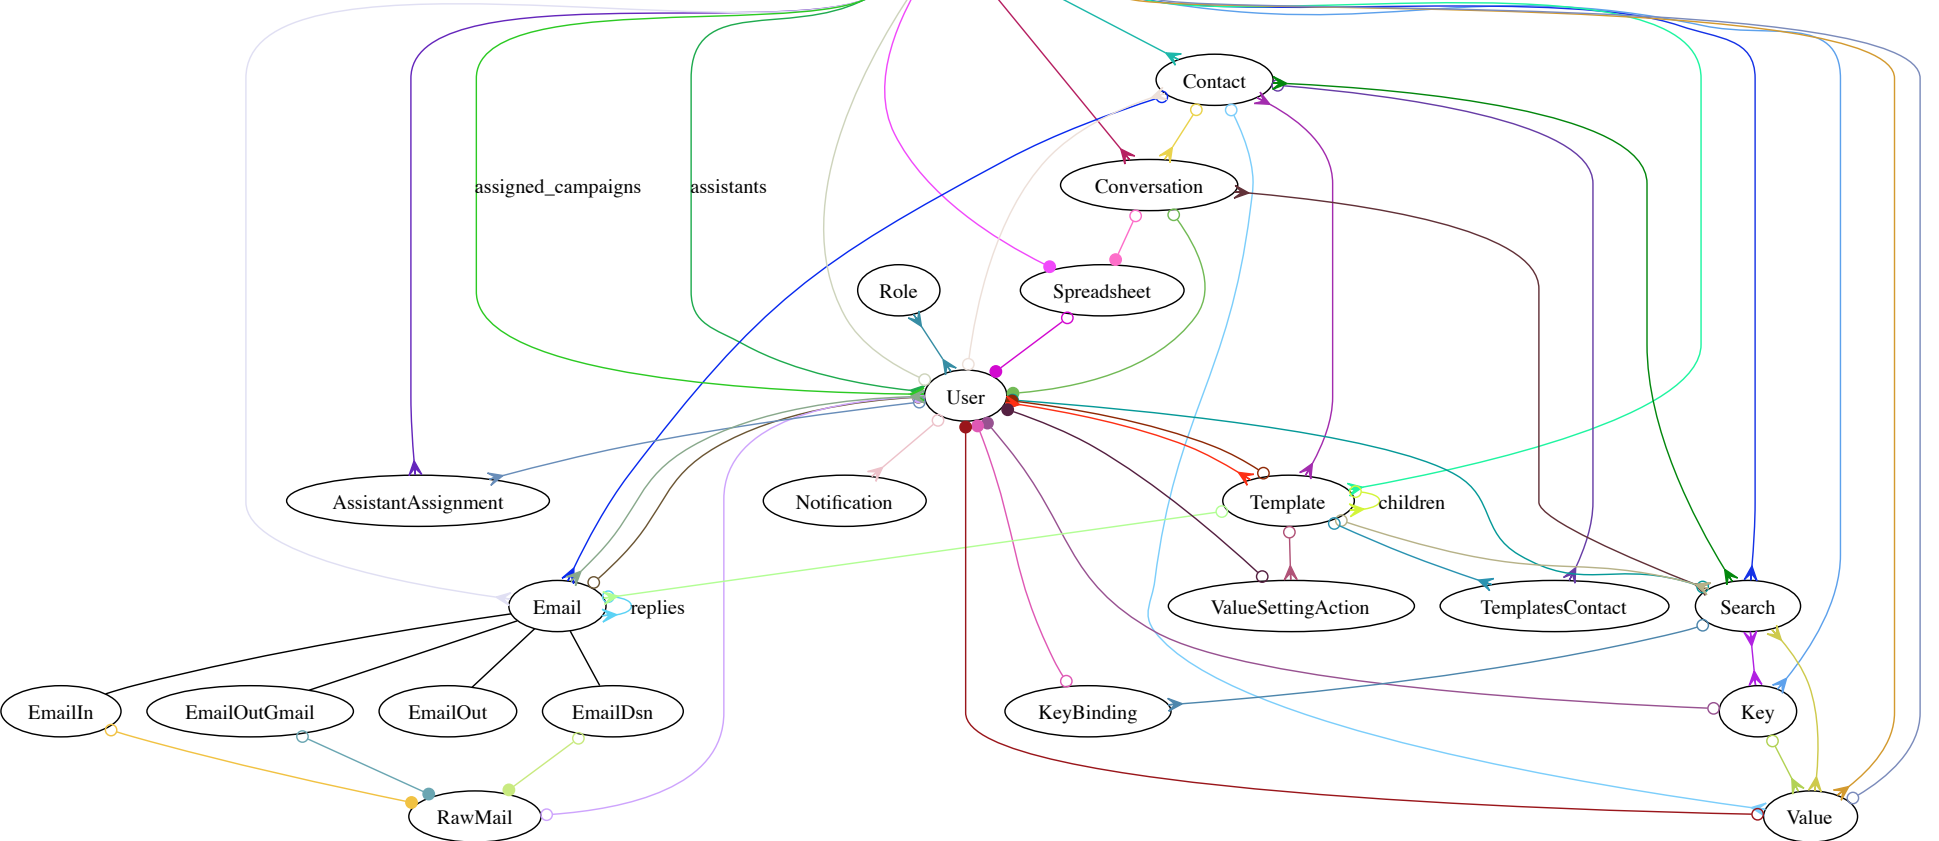 Contact
assigned_campaigns
assistants
Conversation
Role
Spreadsheet
User
AssistantAssignment
Notification
Template
children
Email
replies
ValueSettingAction
TemplatesContact
Search
EmailIn
EmailOutGmail
EmailOut
EmailDsn
KeyBinding
Key
RawMail
Value